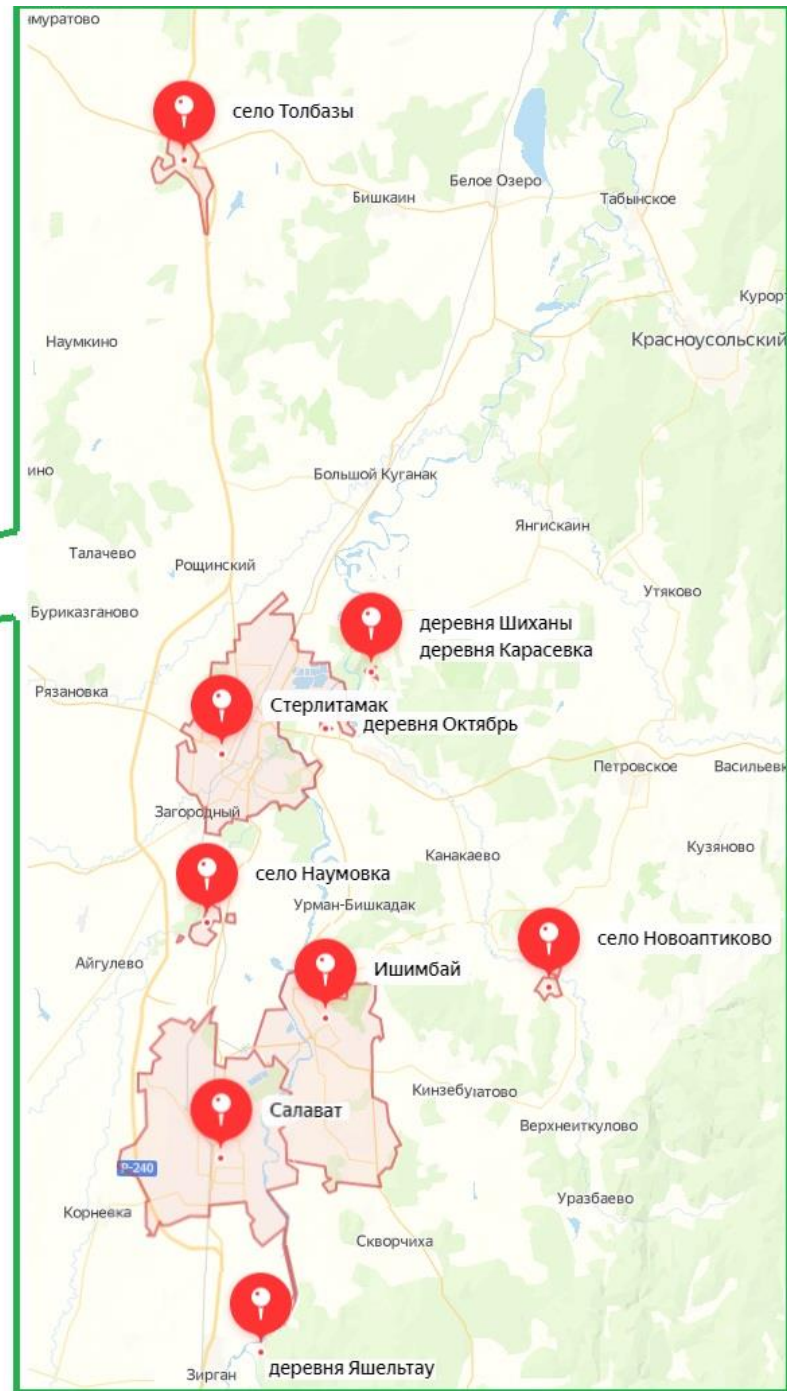 имуратово
село Толбазы
Белое Озеро
Бишкаин
Табынское
Курорт
Наумкино
Красноусольский
ино
Большой Куганак
Янгискаин
Талачево
Рощинский
Утяково
Буриказганово
деревня Шиханы
деревня Карасевка
Рязановка
Стерлитамак
деревня Октябрь
Петровское
Васильевк
Загородный
Кузяново
Канакаево
село Наумовка
Урман-Бишкадак
село Новоаптиково
Айгулево
Ишимбай
Кинзебулатово
Салават
Верхнеиткулово
Р-240
Уразбаево
Корнеевка
Скворчиха
Зирган
деревня Яшельтау